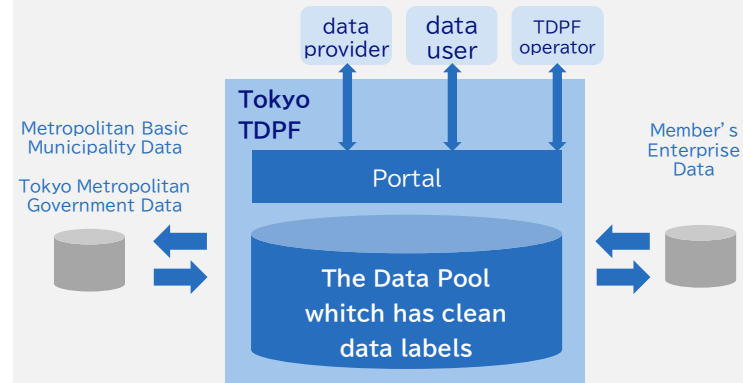 data
provider
data
user
TDPF
operator
Tokyo
TDPF
Metropolitan Basic
Municipality Data
Tokyo Metropolitan
Government Data
Member's
Enterprise
Data
Portal
The Data Pool
whitch has clean
data labels